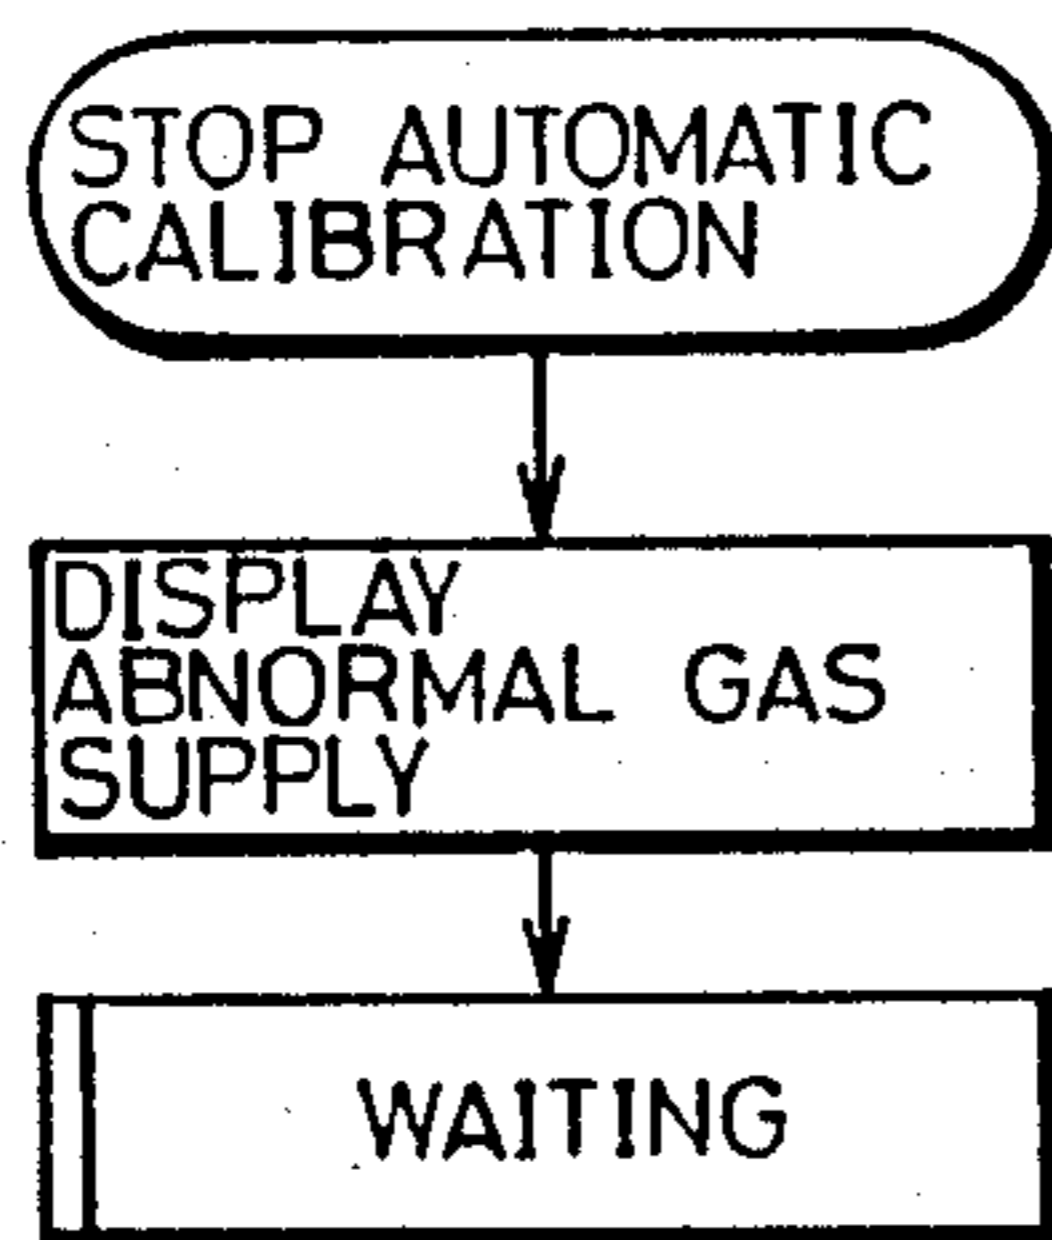 STOP AUTOMATIC
CALIBRATION
DISPLAY
ABNORMAL GAS
SUPPLY
WAITING